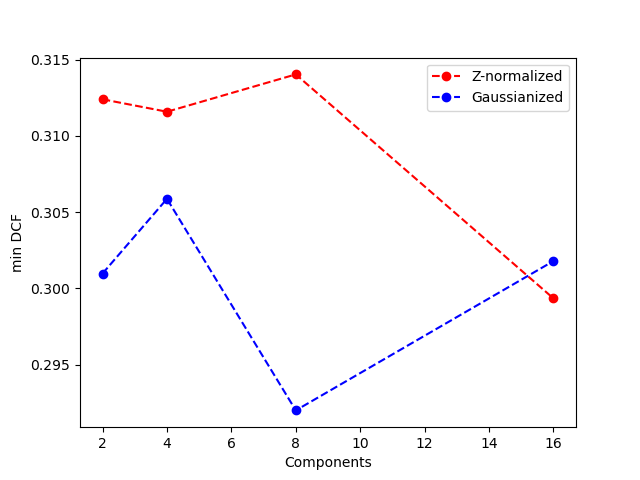 0.315
0.310
0.305
0.300
0.295
min DCF
2 4 6 8 10 12 14 16
Components
Z-normalized
Gaussianized